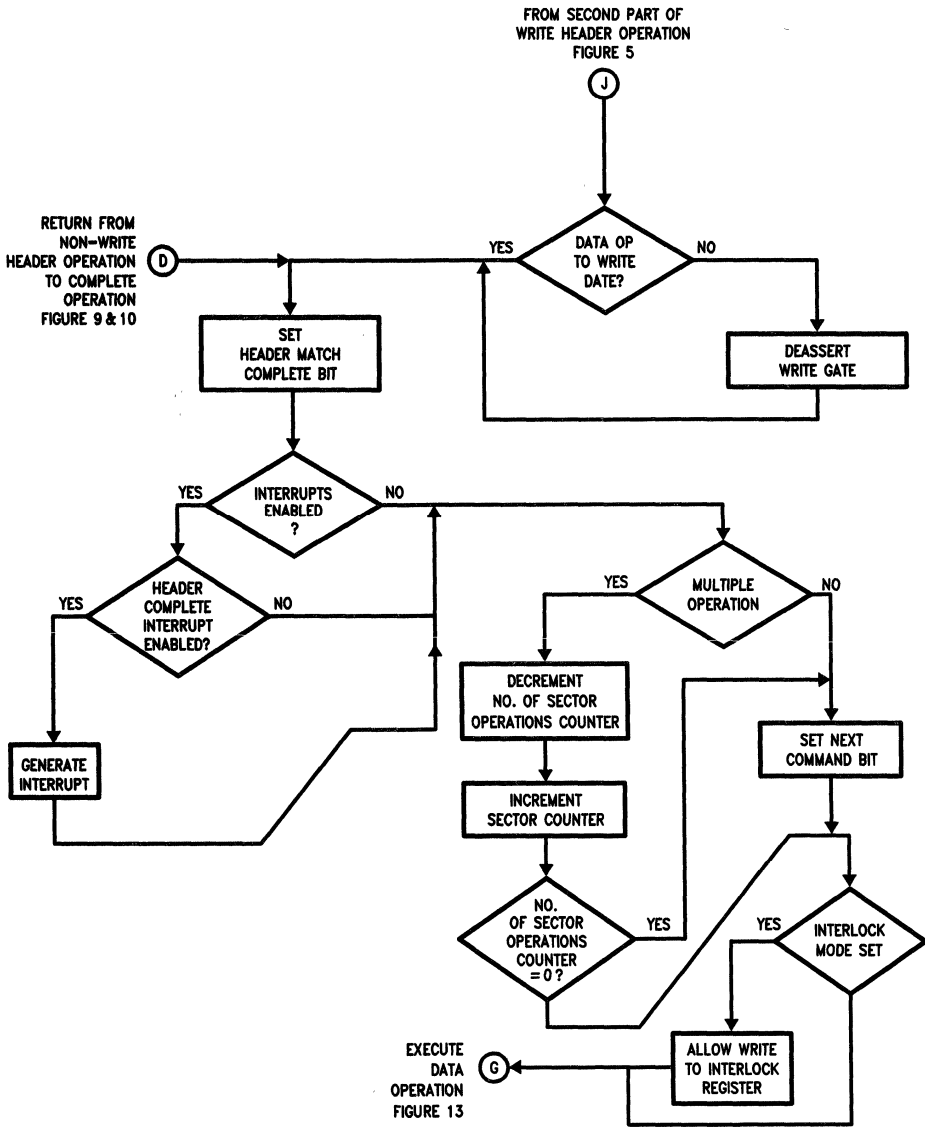 FROM SECOND PART OF
WRITE HEADER OPERATION
FIGURE 5
J
RETURN FROM
NON-WRITE
HEADER OPERATION
TO COMPLETE
OPERATION
FIGURE 9 & 10
D
YES
DATA OP
TO WRITE
DATE?
NO
SET
HEADER MATCH
COMPLETE BIT
DEASSERT
WRITE GATE
YES
INTERRUPTS
ENABLED
?
NO
YES
HEADER
COMPLETE
INTERRUPT
ENABLED?
NO
YES
MULTIPLE
OPERATION
NO
DECREMENT
NO. OF SECTOR
OPERATIONS COUNTER
SET NEXT
COMMAND BIT
GENERATE
INTERRUPT
INCREMENT
SECTOR COUNTER
NO.
OF SECTOR
OPERATIONS
COUNTER
=0?
YES
YES
INTERLOCK
MODE SET
EXECUTE
DATA
OPERATION
FIGURE 13
G
ALLOW WRITE
TO INTERLOCK
REGISTER